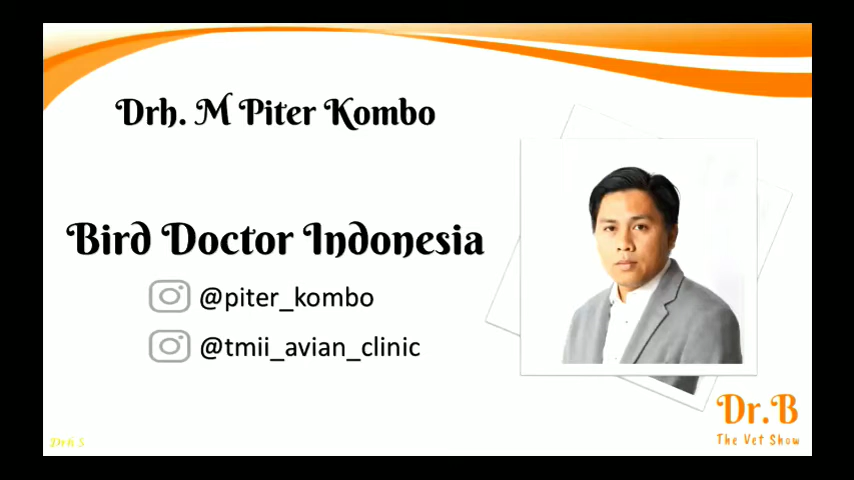 Drh. M Piter Kombo
Bird Doctor Indonesia
@piter_kombo
@tmii_avian_clinic
Dr.B
The Vet Show